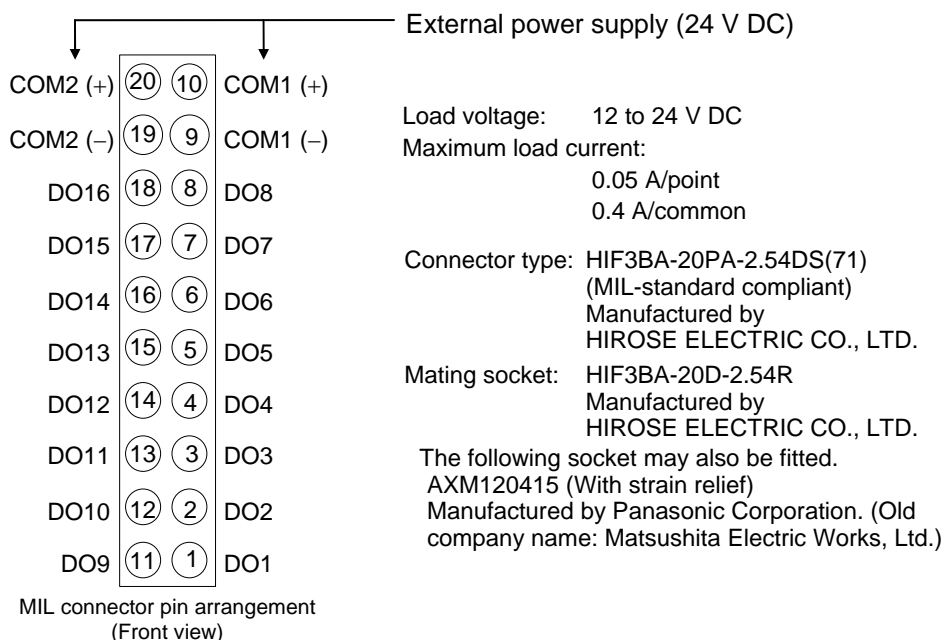 External power supply (24 V DC)
COM2 (+) 20 10 COM1 (+)
COM2 (−) 19 9 COM1 (−)
DO16 18 8 DO8
DO15 17 7 DO7
DO14 16 6 DO6
DO13 15 5 DO5
DO12 14 4 DO4
DO11 13 3 DO3
DO10 12 2 DO2
DO9 11 1 DO1
MIL connector pin arrangement
(Front view)
Load voltage: 12 to 24 V DC
Maximum load current:
0.05 A/point
0.4 A/common
Connector type: HIF3BA-20PA-2.54DS(71)
(MIL-standard compliant)
Manufactured by
HIROSE ELECTRIC CO., LTD.
Mating socket: HIF3BA-20D-2.54R
Manufactured by
HIROSE ELECTRIC CO., LTD.
The following socket may also be fitted.
AXM120415 (With strain relief)
Manufactured by Panasonic Corporation. (Old
company name: Matsushita Electric Works, Ltd.)